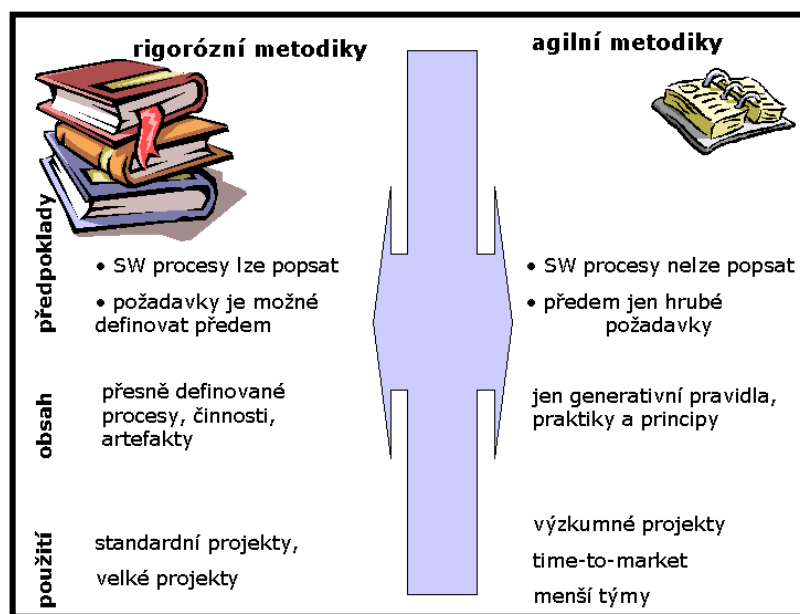 rigorózní metodiky
agilní metodiky
předpoklady
• SW procesy lze popsat
• požadavky je možné
definovat předem
• SW procesy nelze popsat
• předem jen hrubé
požadavky
obsah
přesně definované
procesy, činnosti,
artefakty
jen generativní pravidla,
praktiky a principy
použití
standardní projekty,
velké projekty
výzkumné projekty
time-to-market
menší týmy